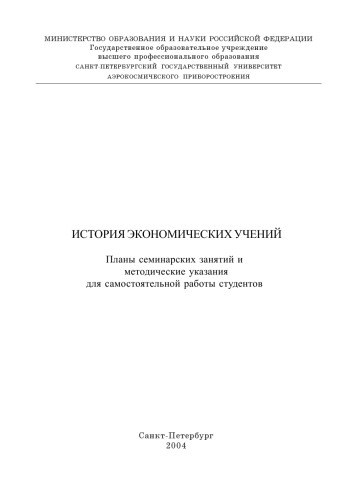 МИНИСТЕРСТВО ОБРАЗОВАНИЯ И НАУКИ РОССИЙСКОЙ ФЕДЕРАЦИИ
Государственное образовательное учреждение
высшего профессионального образования
САНКТ-ПЕТЕРБУРГСКИЙ ГОСУДАРСТВЕННЫЙ УНИВЕРСИТЕТ
АЭРОКОСМИЧЕСКОГО ПРИБОРОСТРОЕНИЯ
ИСТОРИЯ ЭКОНОМИЧЕСКИХ УЧЕНИЙ
Планы семинарских занятий и
методические указания
для самостоятельной работы студентов
Санкт-Петербург
2004